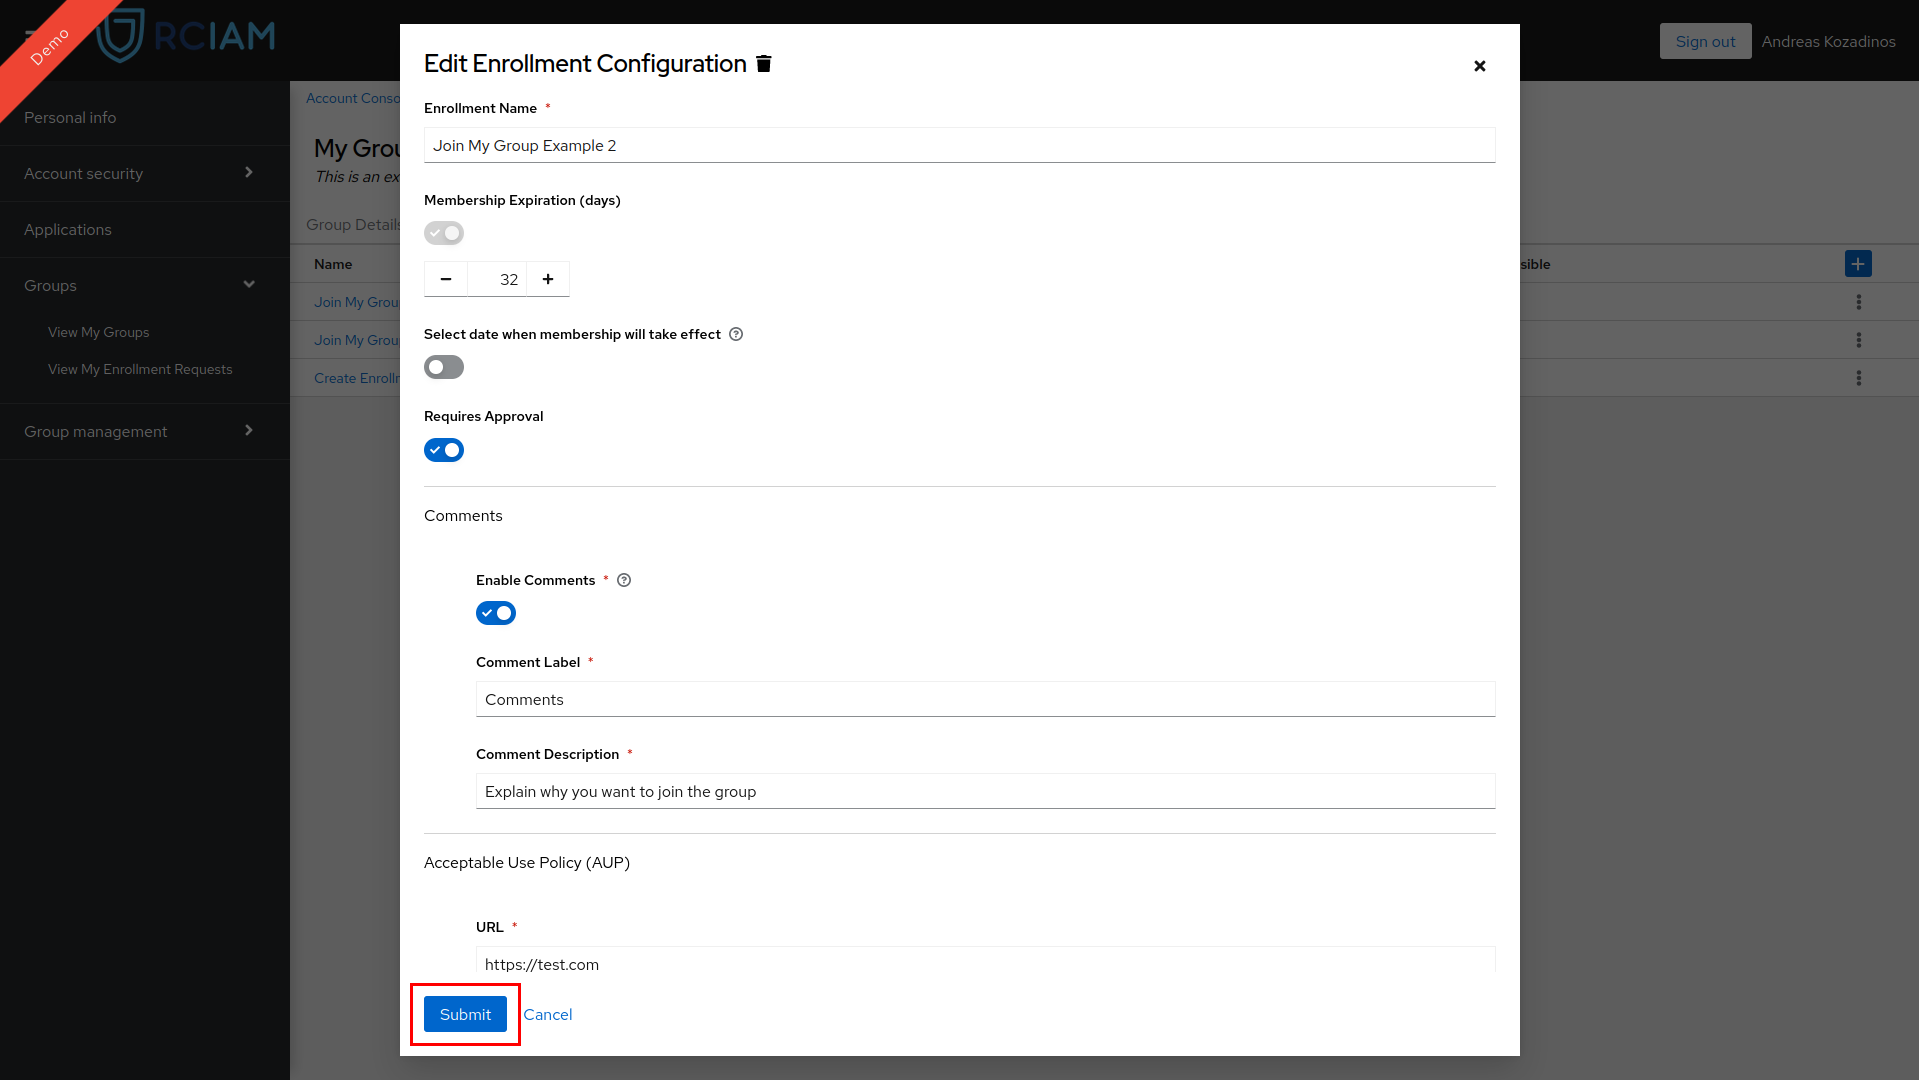 Demo
RCIAM
Sign out
Andreas Kozadinos
Personal info
Account security
Applications
Groups
View My Groups
View My Enrollment Requests
Group management
Account Conso
My Grou
This is an ex
Group Details
Name
sible
Join My Grou
Join My Grou
Create Enrollm
Edit Enrollment Configuration
Enrollment Name *
Join My Group Example 2
Membership Expiration (days)
32
Select date when membership will take effect
Requires Approval
Comments
Enable Comments *
Comment Label *
Comments
Comment Description *
Explain why you want to join the group
Acceptable Use Policy (AUP)
URL *
https://test.com
Submit
Cancel